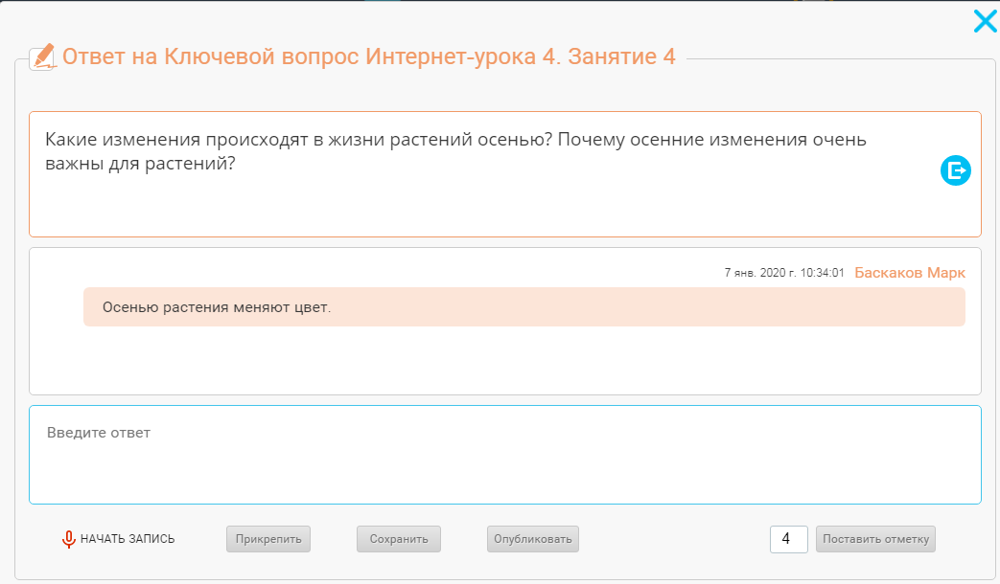 Ответ на Ключевой вопрос Интернет-урока 4. Занятие 4
Какие изменения происходят в жизни растений осенью? Почему осенние изменения очень
важны для растений?
7 янв. 2020 г. 10:34:01 Баскаков Марк
Осенью растения меняют цвет.
Введите ответ
НАЧАТЬ ЗАПИСЬ Прикрепить Сохранить Опубликовать 4 Поставить отметку